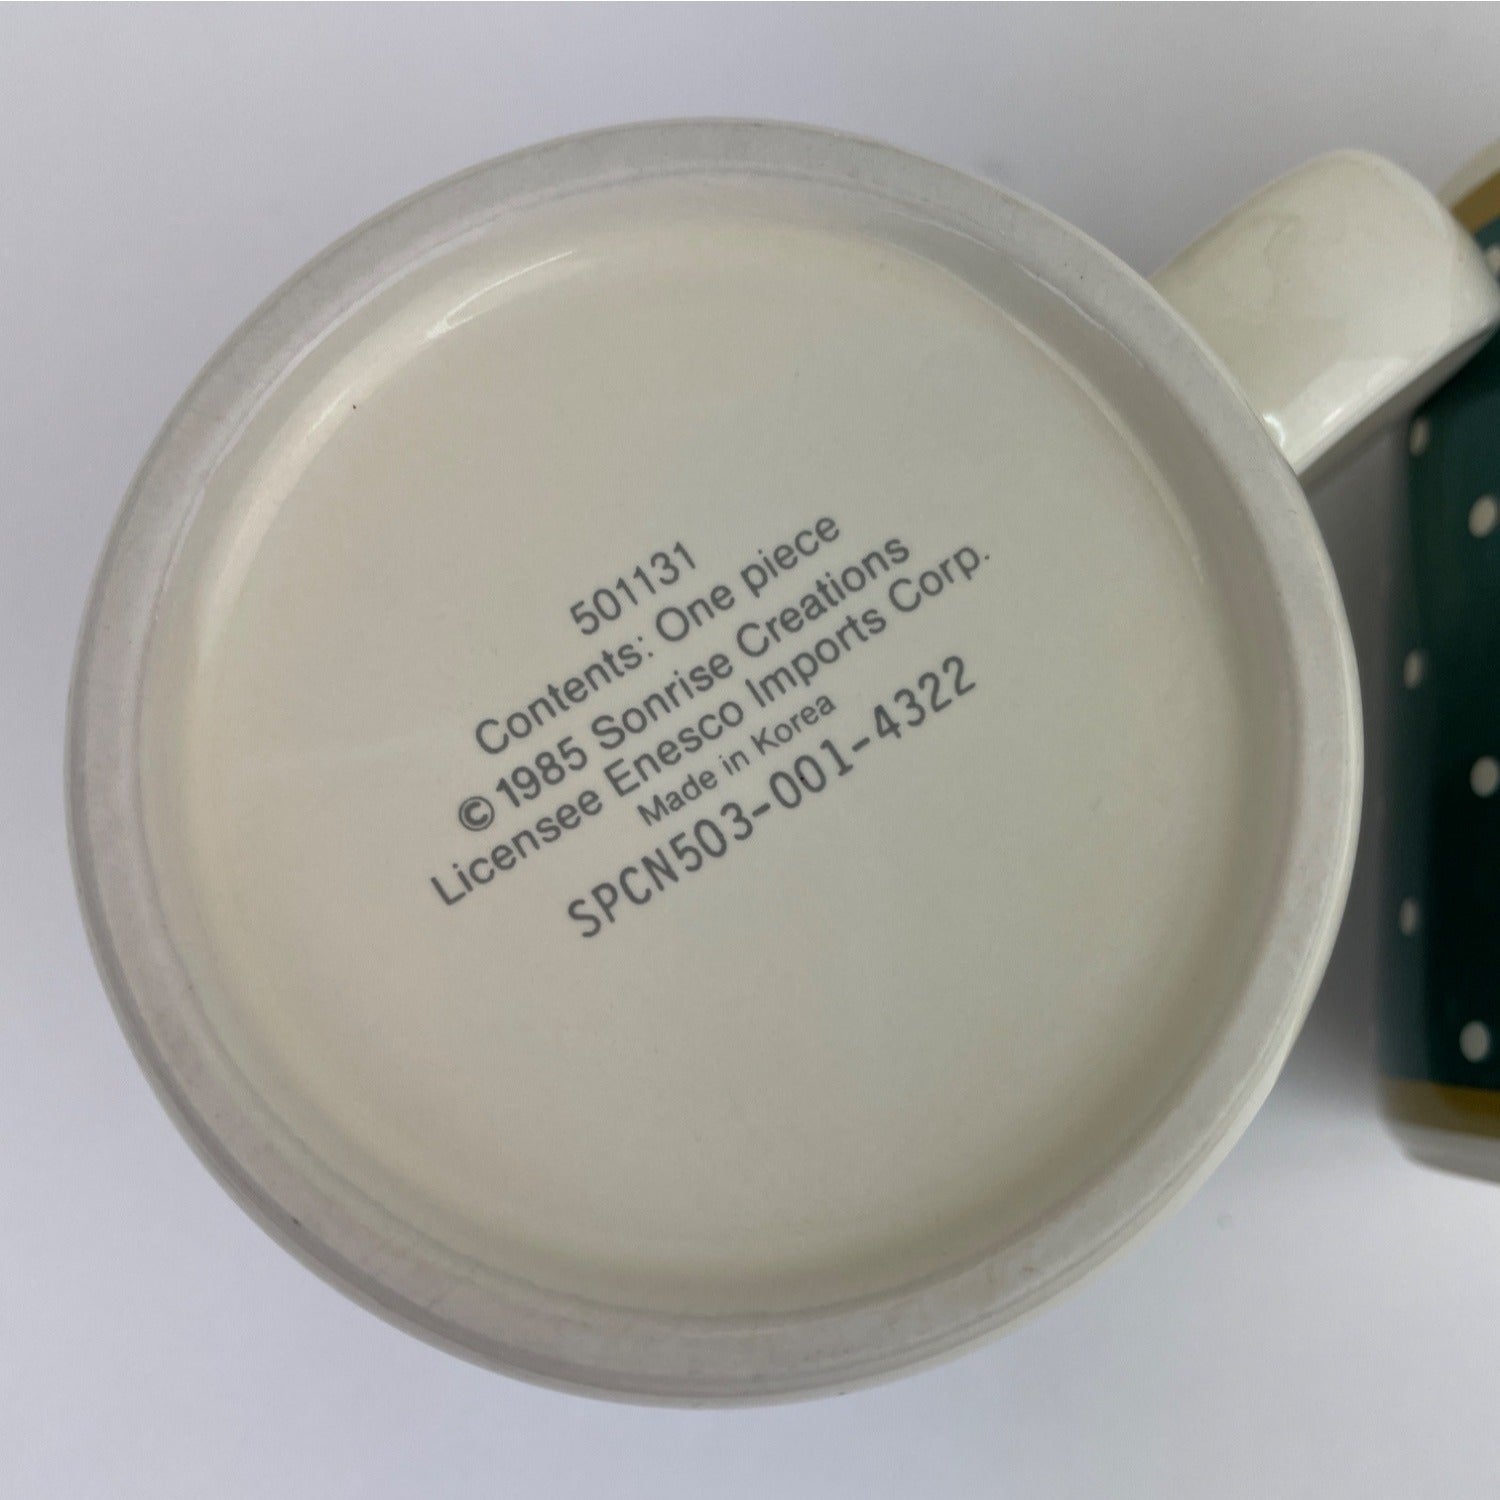 501131
Contents: One piece
© 1985 Sonrise Creations
Licensee Enesco Imports Corp.
Made in Korea
SPCN503-001-4322